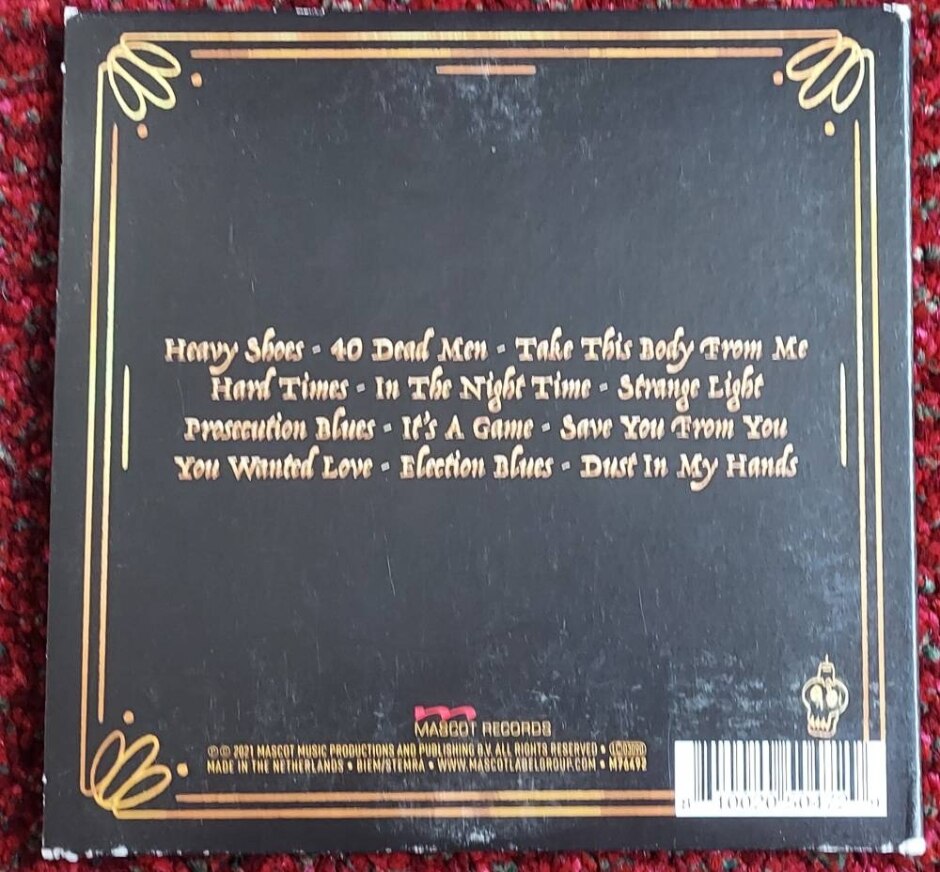 Heavy Shoes - 40 Dead Men - Take This Body From Me
Hard Times - In The Night Time - Strange Light
Prosecution Blues - It's A Game - Save You From You
You Wanted Love - Election Blues - Dust In My Hands
MASCOT RECORDS
℗ © 2021 MASCOT MUSIC PRODUCTIONS AND PUBLISHING B.V. ALL RIGHTS RESERVED •
MADE IN THE NETHERLANDS • BIEM/STEMRA • WWW.MASCOTLABELGROUP.COM • M76492